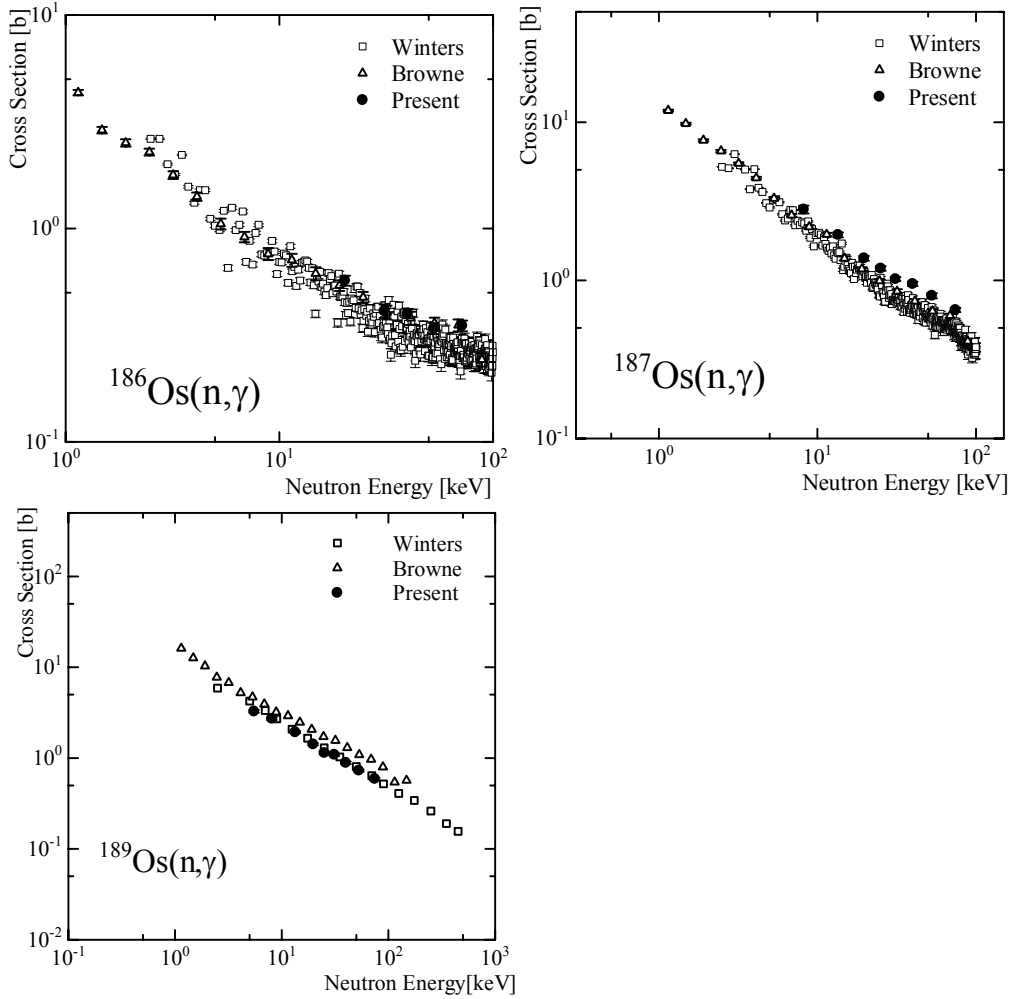 Cross Section [b]
10¹
10⁰
10⁻¹
Winters
Browne
Present
¹⁸⁶Os(n,γ)
10⁰
10¹
10²
Neutron Energy [keV]
Cross Section [b]
10¹
10⁰
10⁻¹
Winters
Browne
Present
¹⁸⁷Os(n,γ)
10⁰
10¹
10²
Neutron Energy [keV]
Cross Section [b]
10²
10¹
10⁰
10⁻¹
10⁻²
Winters
Browne
Present
¹⁸⁹Os(n,γ)
10⁻¹
10⁰
10¹
10²
10³
Neutron Energy[keV]